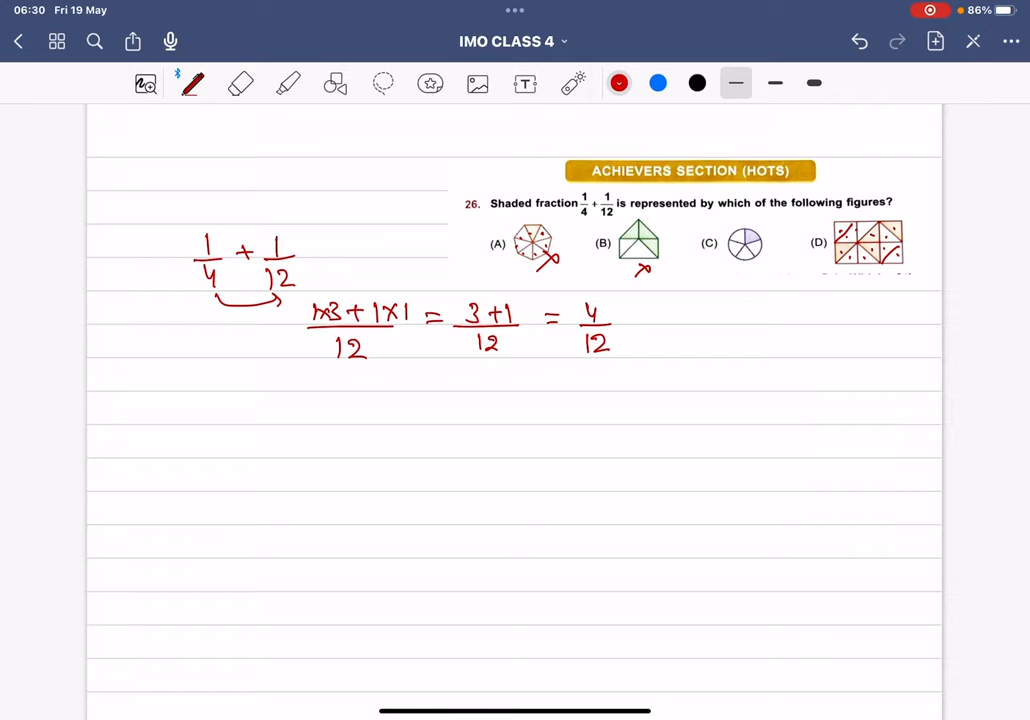 06:30 Fri 19 May
86%
IMO CLASS 4
T
ACHIEVERS SECTION (HOTS)
26. Shaded fraction 1/4 + 1/12 is represented by which of the following figures?
(A) (B) (C) (D)
1/4 + 1/12
1×3 + 1×1 / 12 = 3+1 / 12 = 4/12